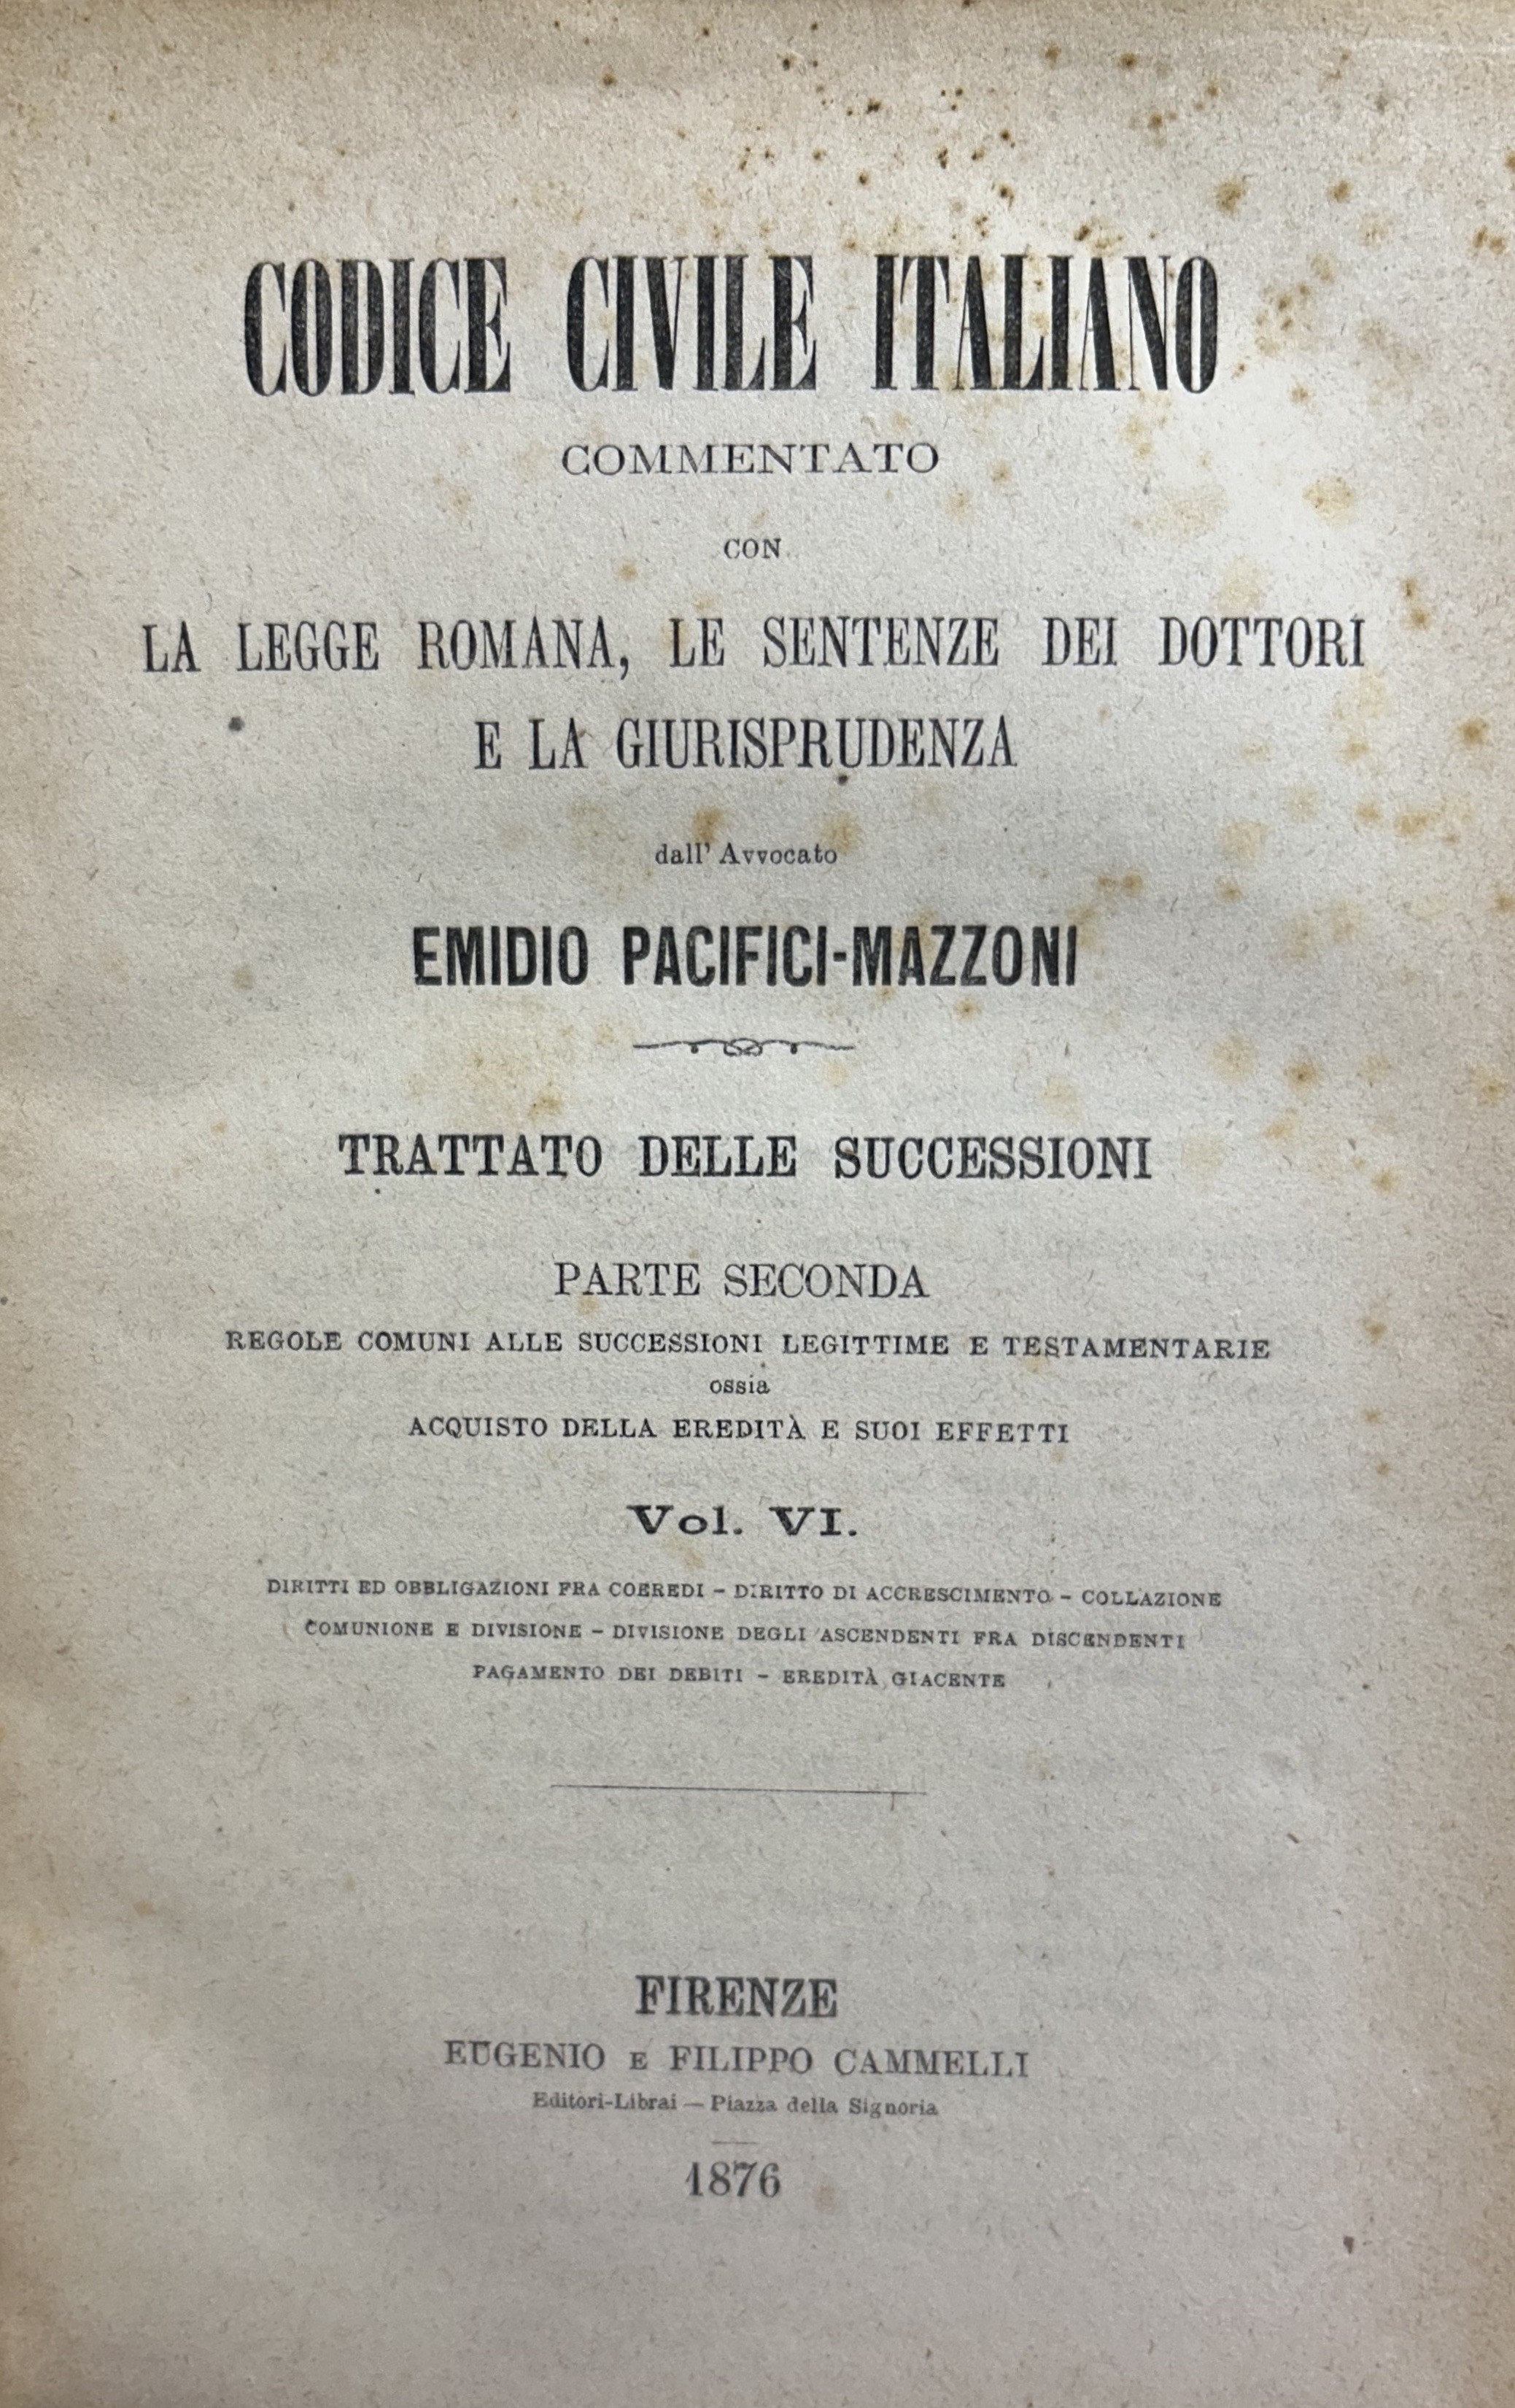 CODICE CIVILE ITALIANO
COMMENTATO
CON
LA LEGGE ROMANA, LE SENTENZE DEI DOTTORI
E LA GIURISPRUDENZA
dall' Avvocato
EMIDIO PACIFICI-MAZZONI
TRATTATO DELLE SUCCESSIONI
PARTE SECONDA
REGOLE COMUNI ALLE SUCCESSIONI LEGITTIME E TESTAMENTARIE
ossia
ACQUISTO DELLA EREDITÀ E SUOI EFFETTI
Vol. VI.
DIRITTI ED OBBLIGAZIONI FRA COEREDI – DIRITTO DI ACCRESCIMENTO – COLLAZIONE
COMUNIONE E DIVISIONE – DIVISIONE DEGLI ASCENDENTI FRA DISCENDENTI
PAGAMENTO DEI DEBITI – EREDITÀ GIACENTE
FIRENZE
EUGENIO E FILIPPO CAMMELLI
Editori-Librai — Piazza della Signoria
1876